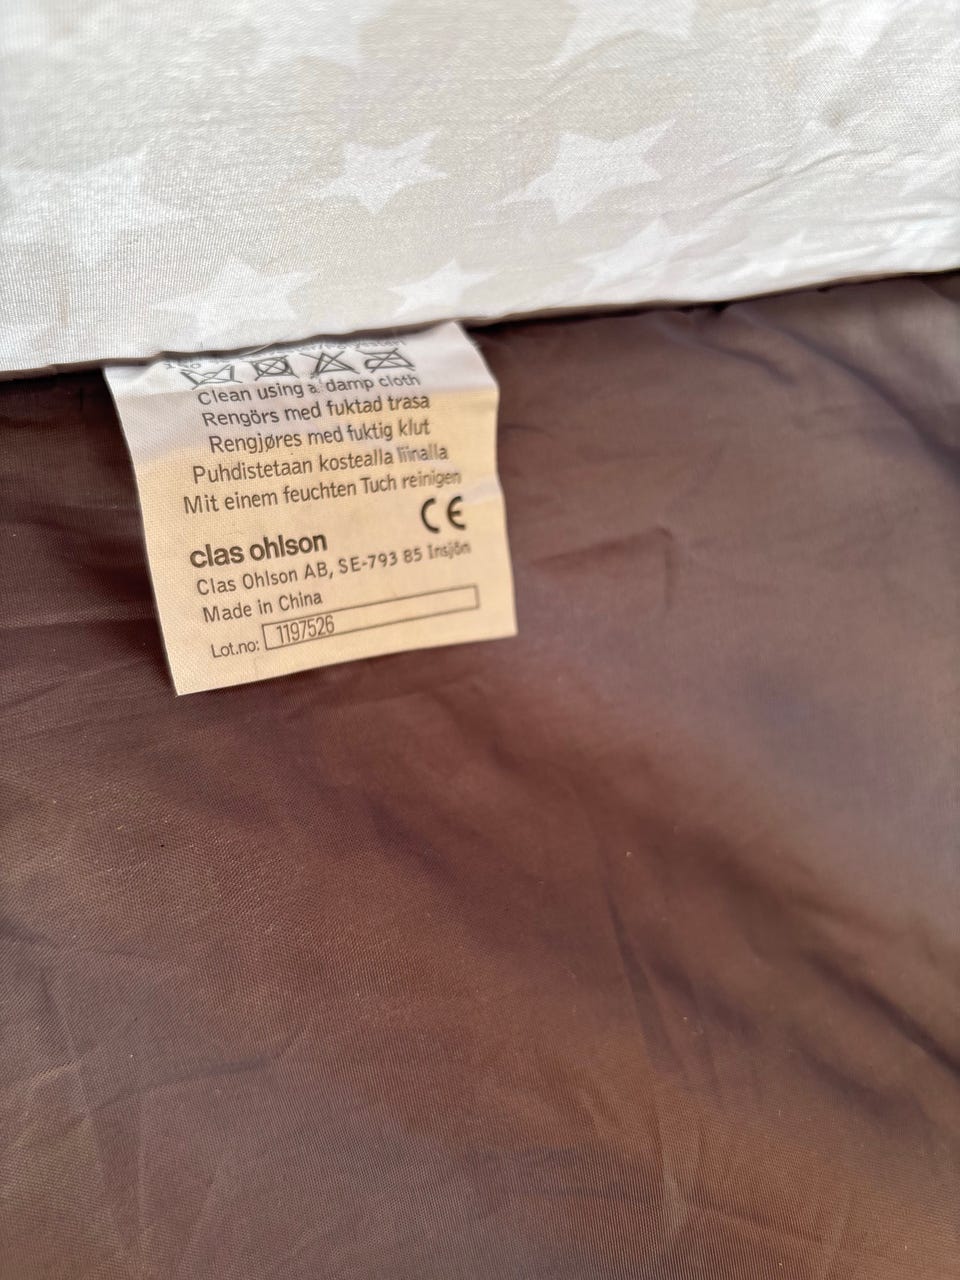 Clean using a damp cloth
Rengörs med fuktad trasa
Rengjøres med fuktig klut
Puhdistetaan kostealla liinalla
Mit einem feuchten Tuch reinigen
CE
clas ohlson
Clas Ohlson AB, SE-793 85 Insjön
Made in China
Lot.no: 1197526